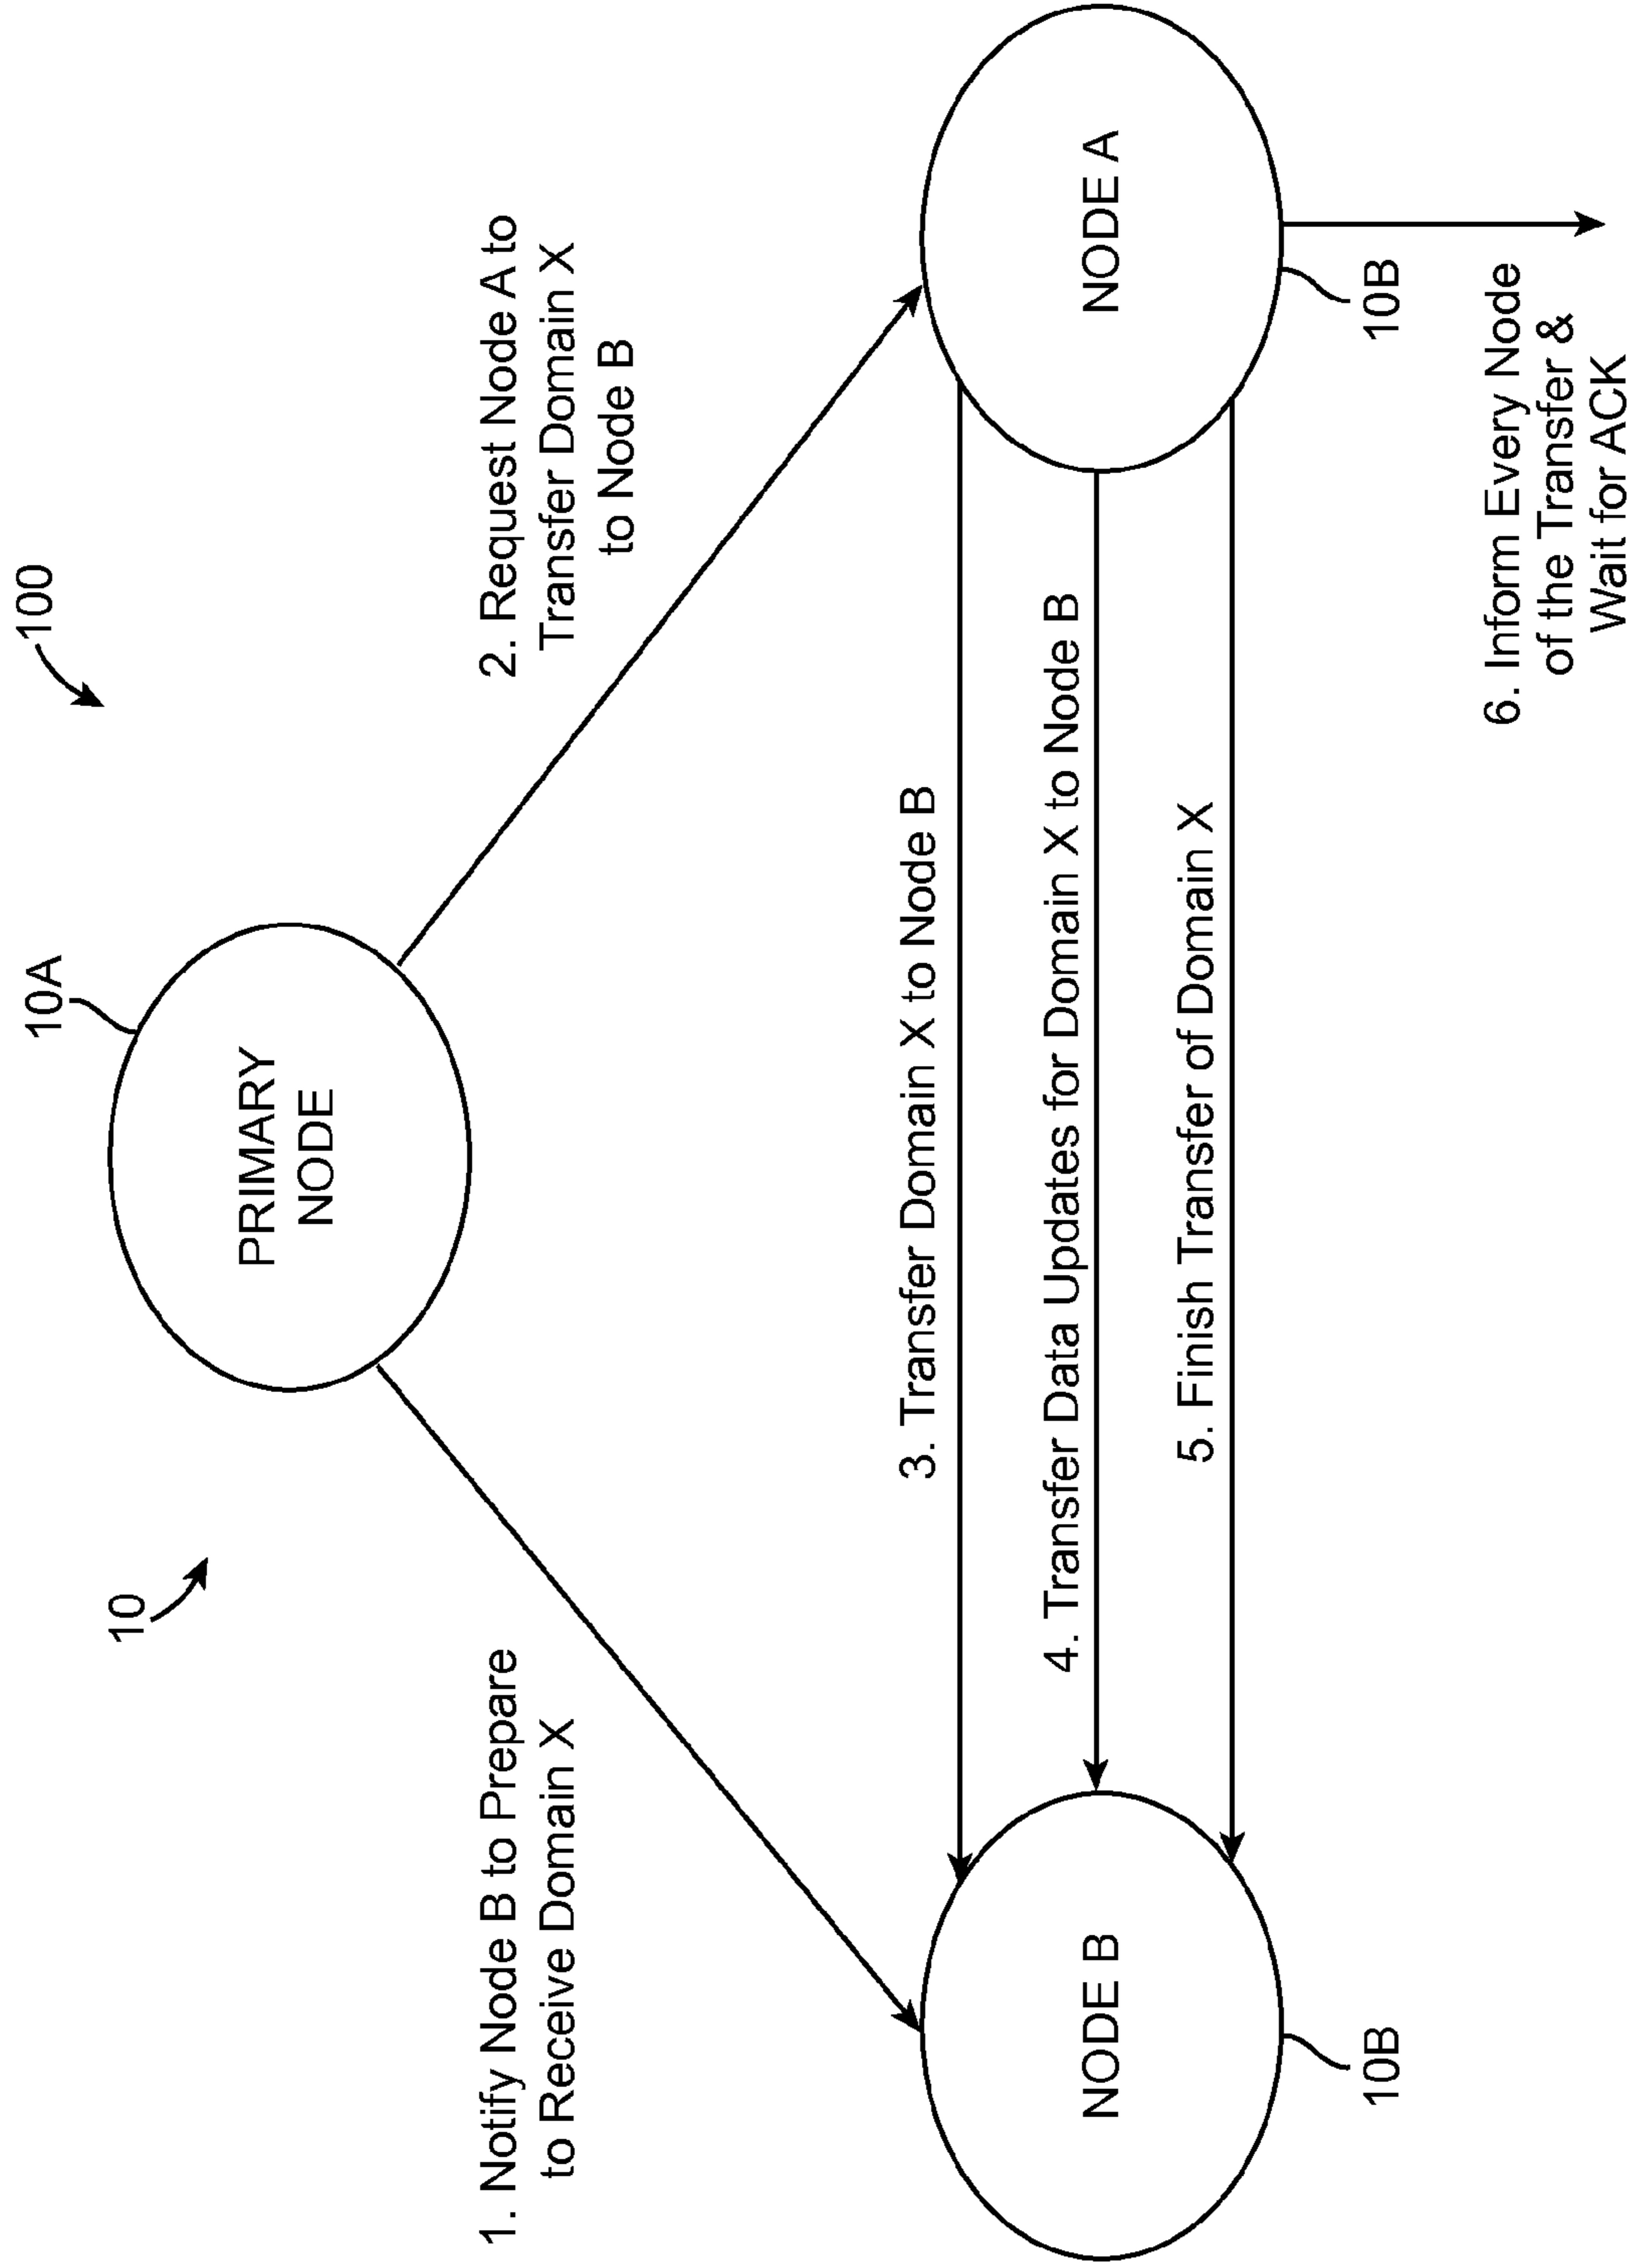 100
10
10A
PRIMARY
NODE
1. Notify Node B to Prepare
to Receive Domain X
2. Request Node A to
Transfer Domain X
to Node B
3. Transfer Domain X to Node B
4. Transfer Data Updates for Domain X to Node B
5. Finish Transfer of Domain X
NODE B
NODE A
10B
10B
6. Inform Every Node
of the Transfer &
Wait for ACK